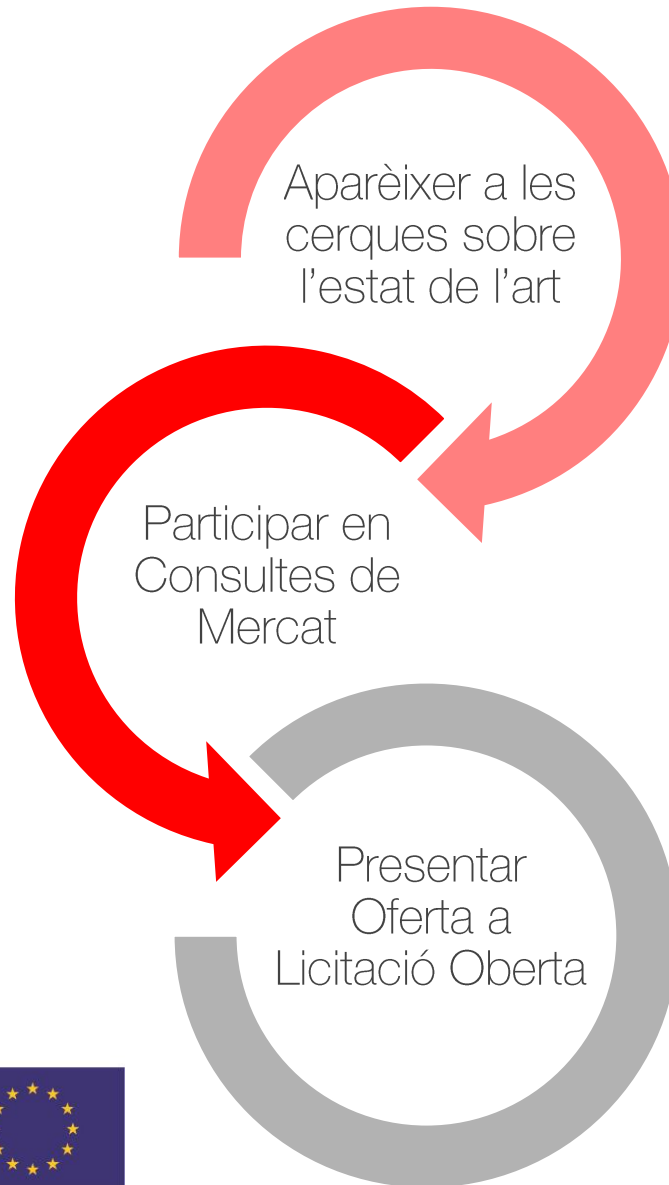 Aparèixer a les
cerques sobre
l’estat de l’art
Participar en
Consultes de
Mercat
Presentar
Oferta a
Licitació Oberta